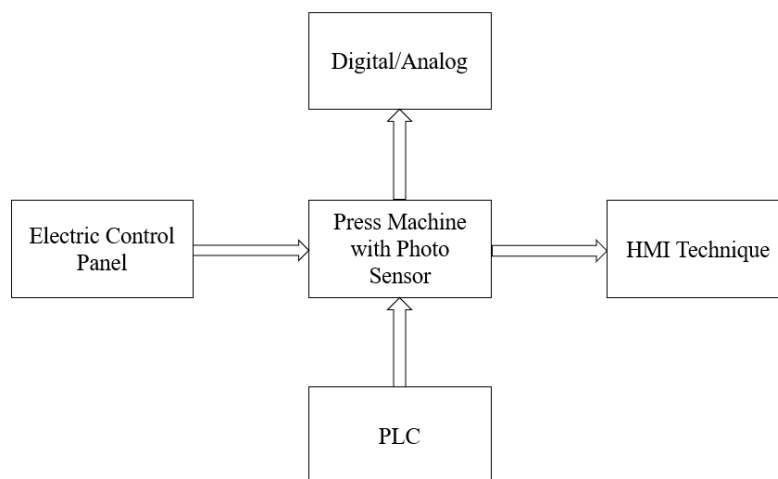 Digital/Analog
Electric Control
Panel
Press Machine
with Photo
Sensor
HMI Technique
PLC